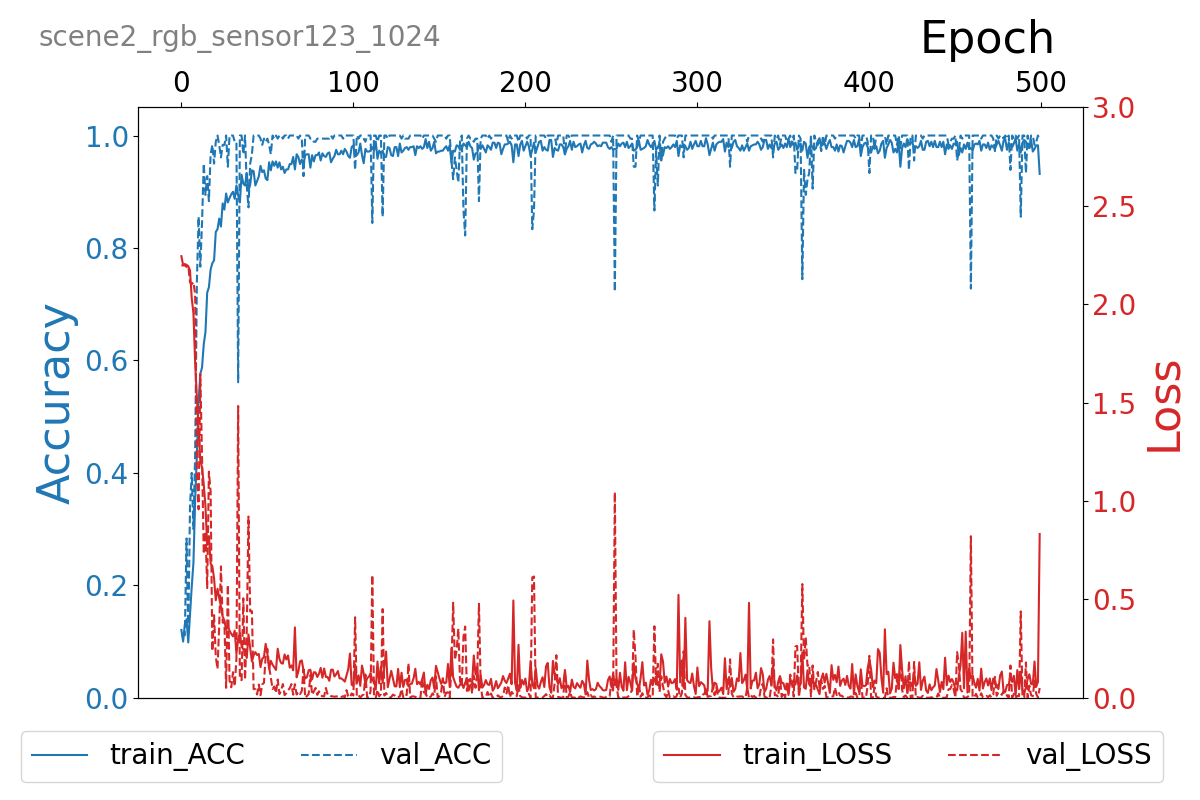 scene2_rgb_sensor123_1024
Epoch
0 100 200 300 400 500
1.0
0.8
0.6
0.4
0.2
0.0
Accuracy
3.0
2.5
2.0
1.5
1.0
0.5
0.0
Loss
train_ACC val_ACC
train_LOSS val_LOSS